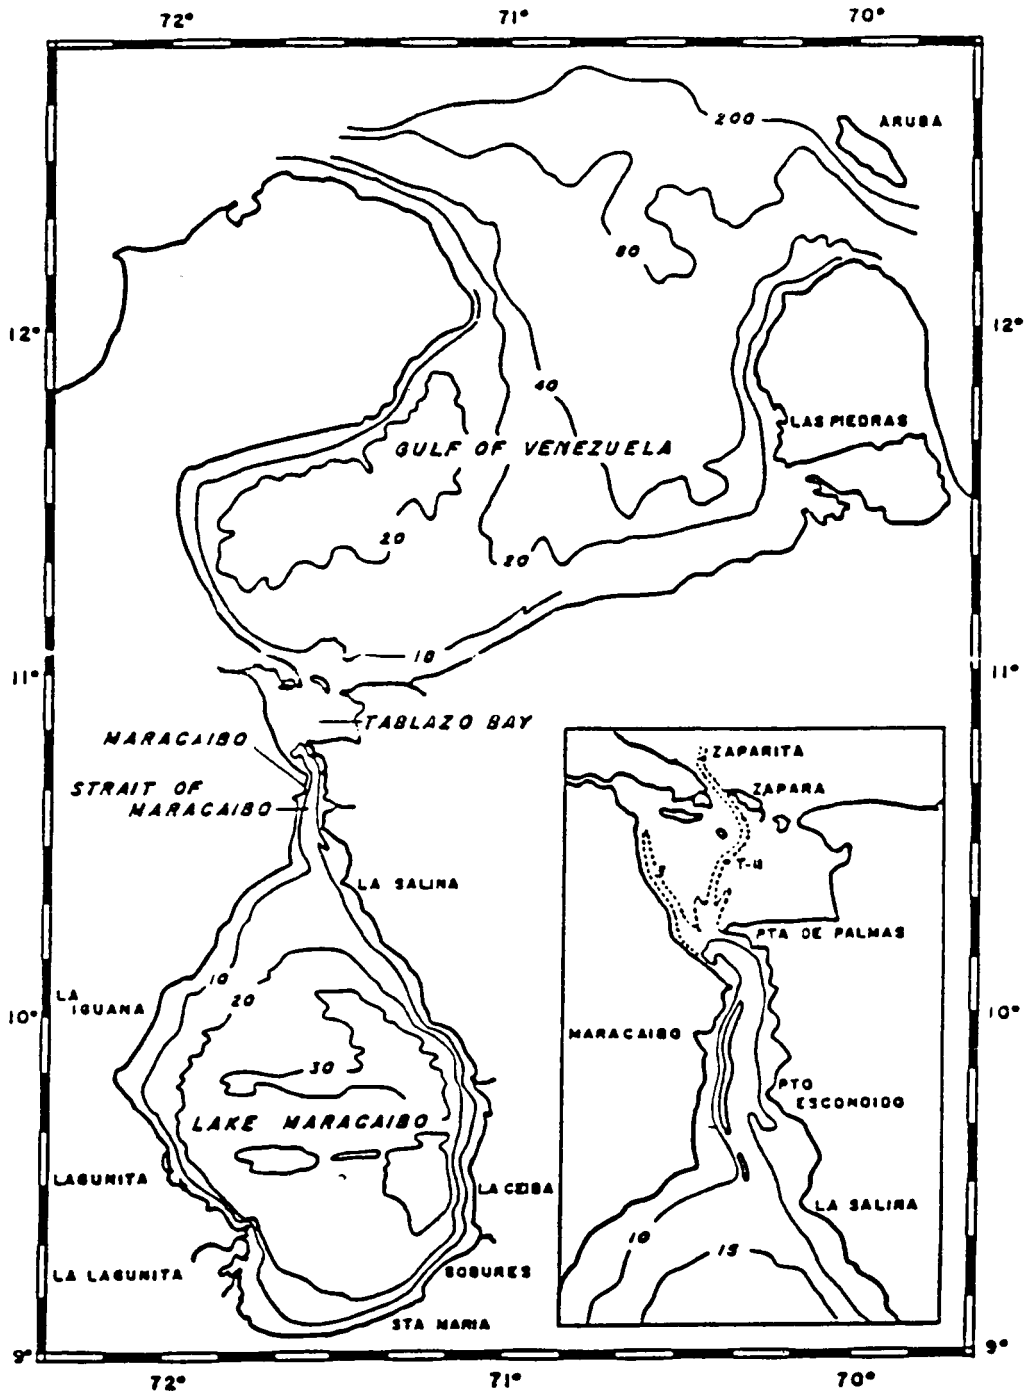 72°
71°
70°
200
ARUBA
80
12°
12°
40
LAS PIEDRAS
GULF OF VENEZUELA
20
20
10
11°
11°
TABLAZO BAY
MARACAIBO
STRAIT OF
MARACAIBO
LA SALINA
10
20
LA
IGUANA
10°
10°
30
LAKE MARACAIBO
LAGUNITA
LA CEIBA
LA LAGUNITA
BOBURES
STA MARIA
9°
9°
72°
71°
70°
ZAPARITA
ZAPARA
5
PTA DE PALMAS
MARACAIBO
PTO
ESCONDIDO
LA SALINA
10
15